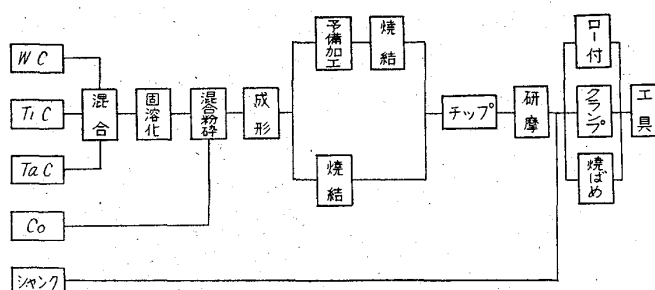 WC
TiC
TaC
Co
シャンク
混合
固溶化
混合粉砕
成形
予備加工
焼結
焼結
チップ
研摩
ロー付
クランプ
焼ばめ
工具